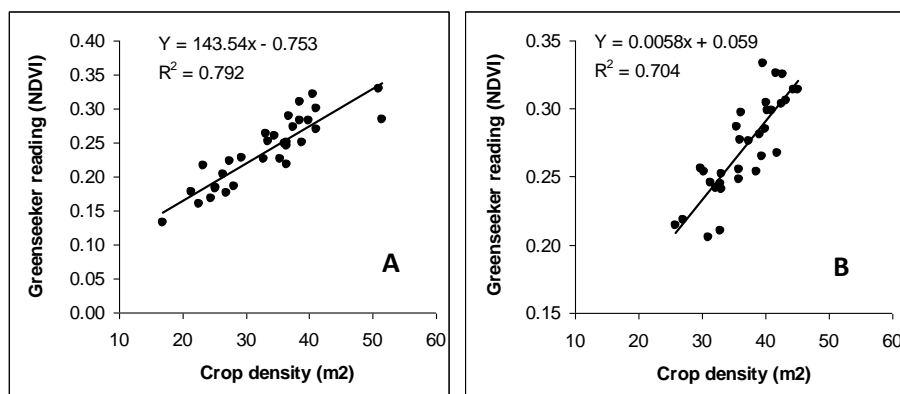 Y = 143.54x - 0.753
R² = 0.792
Greenseeker reading (NDVI)
0.40
0.35
0.30
0.25
0.20
0.15
0.10
0.05
0.00
A
10 20 30 40 50 60
Crop density (m2)
Y = 0.0058x + 0.059
R² = 0.704
Greenseeker reading (NDVI)
0.35
0.30
0.25
0.20
0.15
B
10 20 30 40 50 60
Crop density (m2)